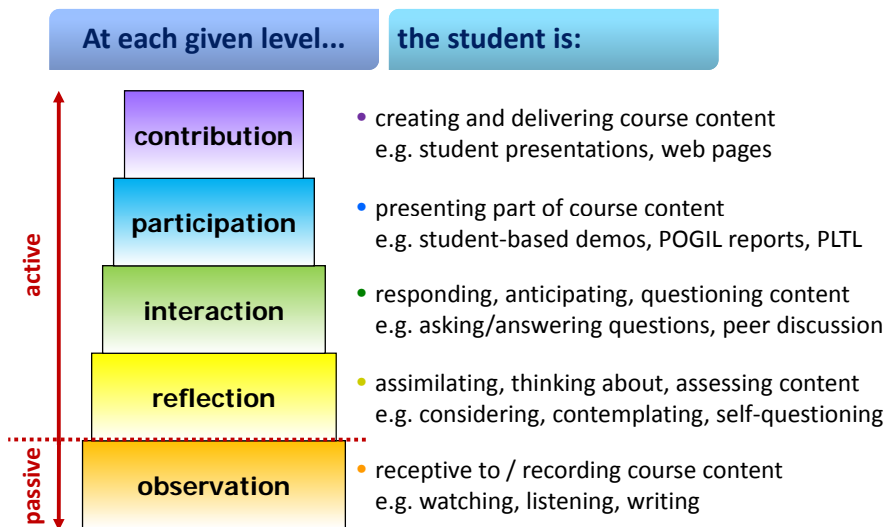 At each given level... the student is:
contribution
• creating and delivering course content
e.g. student presentations, web pages
participation
• presenting part of course content
e.g. student-based demos, POGIL reports, PLTL
active
interaction
• responding, anticipating, questioning content
e.g. asking/answering questions, peer discussion
reflection
• assimilating, thinking about, assessing content
e.g. considering, contemplating, self-questioning
passive
observation
• receptive to / recording course content
e.g. watching, listening, writing